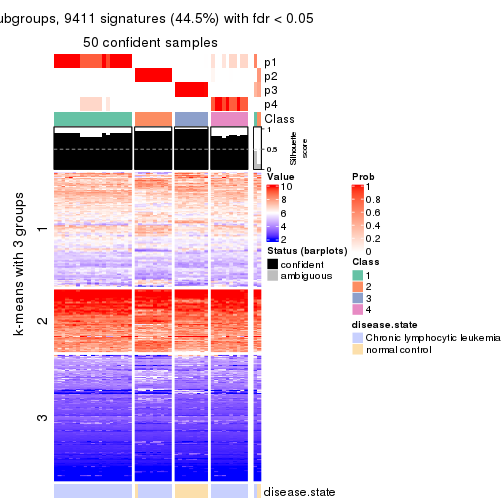 ubgroups, 9411 signatures (44.5%) with fdr < 0.05
50 confident samples
p1
p2
p3
p4
Class
1
0.5
0
Silhouette
score
k-means with 3 groups
1
2
3
disease.state
Value
10
8
6
4
2
Status (barplots)
confident
ambiguous
Prob
1
0.8
0.6
0.4
0.2
0
Class
1
2
3
4
disease.state
Chronic lymphocytic leukemia
normal control